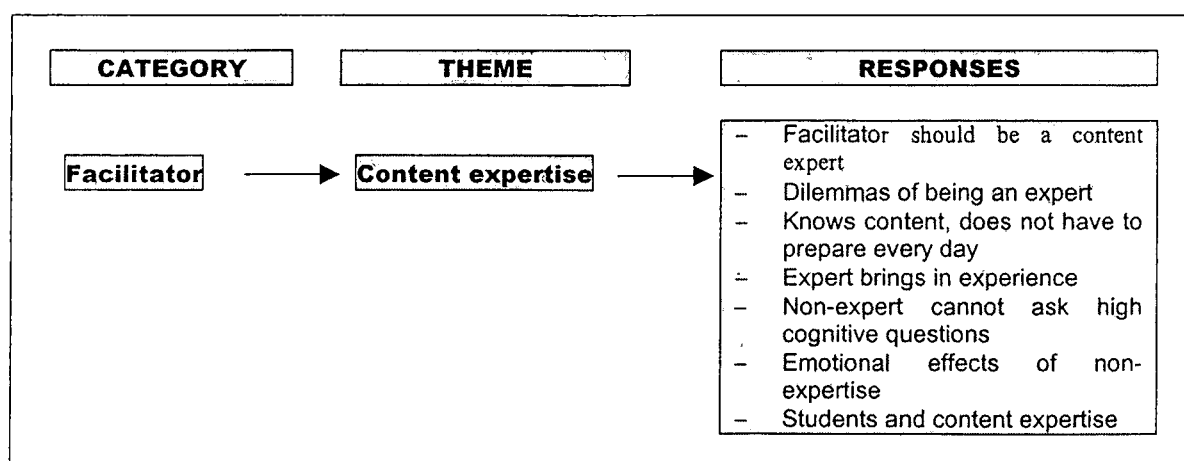 CATEGORY THEME RESPONSES
Facilitator Content expertise
– Facilitator should be a content
expert
– Dilemmas of being an expert
– Knows content, does not have to
prepare every day
– Expert brings in experience
– Non-expert cannot ask high
cognitive questions
– Emotional effects of non-
expertise
– Students and content expertise